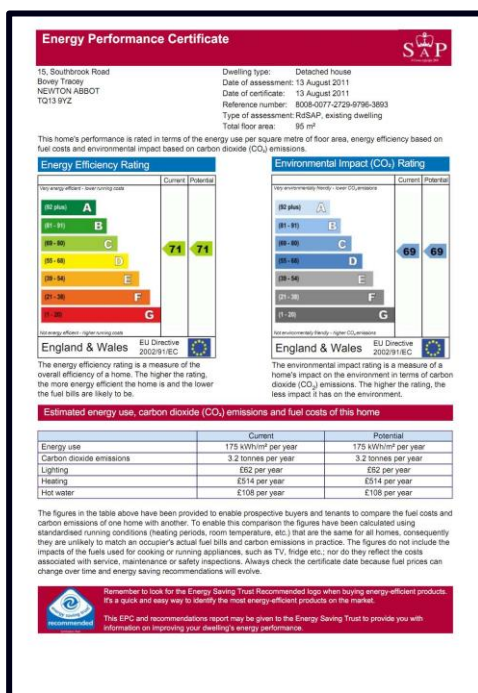 Energy Performance Certificate
SAP
15, Southbrook Road
Bovey Tracey
NEWTON ABBOT
TQ13 9YZ
Dwelling type: Detached house
Date of assessment: 13 August 2011
Date of certificate: 13 August 2011
Reference number: 8008-0077-2729-9796-3893
Type of assessment: RdSAP, existing dwelling
Total floor area: 95 m²
This home's performance is rated in terms of the energy use per square metre of floor area, energy efficiency based on
fuel costs and environmental impact based on carbon dioxide (CO₂) emissions.
Energy Efficiency Rating
Current Potential
Very energy efficient - lower running costs
(92 plus) A
(81 - 91) B
(69 - 80) C
(55 - 68) D
(39 - 54) E
(21 - 38) F
(1 - 20) G
71 71
Not energy efficient - higher running costs
England & Wales
EU Directive
2002/91/EC
The energy efficiency rating is a measure of the
overall efficiency of a home. The higher the rating,
the more energy efficient the home is and the lower
the fuel bills are likely to be.
Environmental Impact (CO₂) Rating
Current Potential
Very environmentally friendly - lower CO₂ emissions
(92 plus) A
(81 - 91) B
(69 - 80) C
(55 - 68) D
(39 - 54) E
(21 - 38) F
(1 - 20) G
69 69
Not environmentally friendly - higher CO₂ emissions
England & Wales
EU Directive
2002/91/EC
The environmental impact rating is a measure of a
home's impact on the environment in terms of carbon
dioxide (CO₂) emissions. The higher the rating, the
less impact it has on the environment.
Estimated energy use, carbon dioxide (CO₂) emissions and fuel costs of this home
Current Potential
Energy use 175 kWh/m² per year 175 kWh/m² per year
Carbon dioxide emissions 3.2 tonnes per year 3.2 tonnes per year
Lighting £62 per year £62 per year
Heating £514 per year £514 per year
Hot water £108 per year £108 per year
The figures in the table above have been provided to enable prospective buyers and tenants to compare the fuel costs and
carbon emissions of one home with another. To enable this comparison the figures have been calculated using
standardised running conditions (heating periods, room temperature, etc.) that are the same for all homes, consequently
they are unlikely to match an occupier's actual fuel bills and carbon emissions in practice. The figures do not include the
impacts of the fuels used for cooking or running appliances, such as TV, fridge etc.; nor do they reflect the costs
associated with service, maintenance or safety inspections. Always check the certificate date because fuel prices can
change over time and energy saving recommendations will evolve.
energy saving trust
recommended
Remember to look for the Energy Saving Trust Recommended logo when buying energy-efficient products.
It's a quick and easy way to identify the most energy-efficient products on the market.
This EPC and recommendations report may be given to the Energy Saving Trust to provide you with
information on improving your dwelling's energy performance.